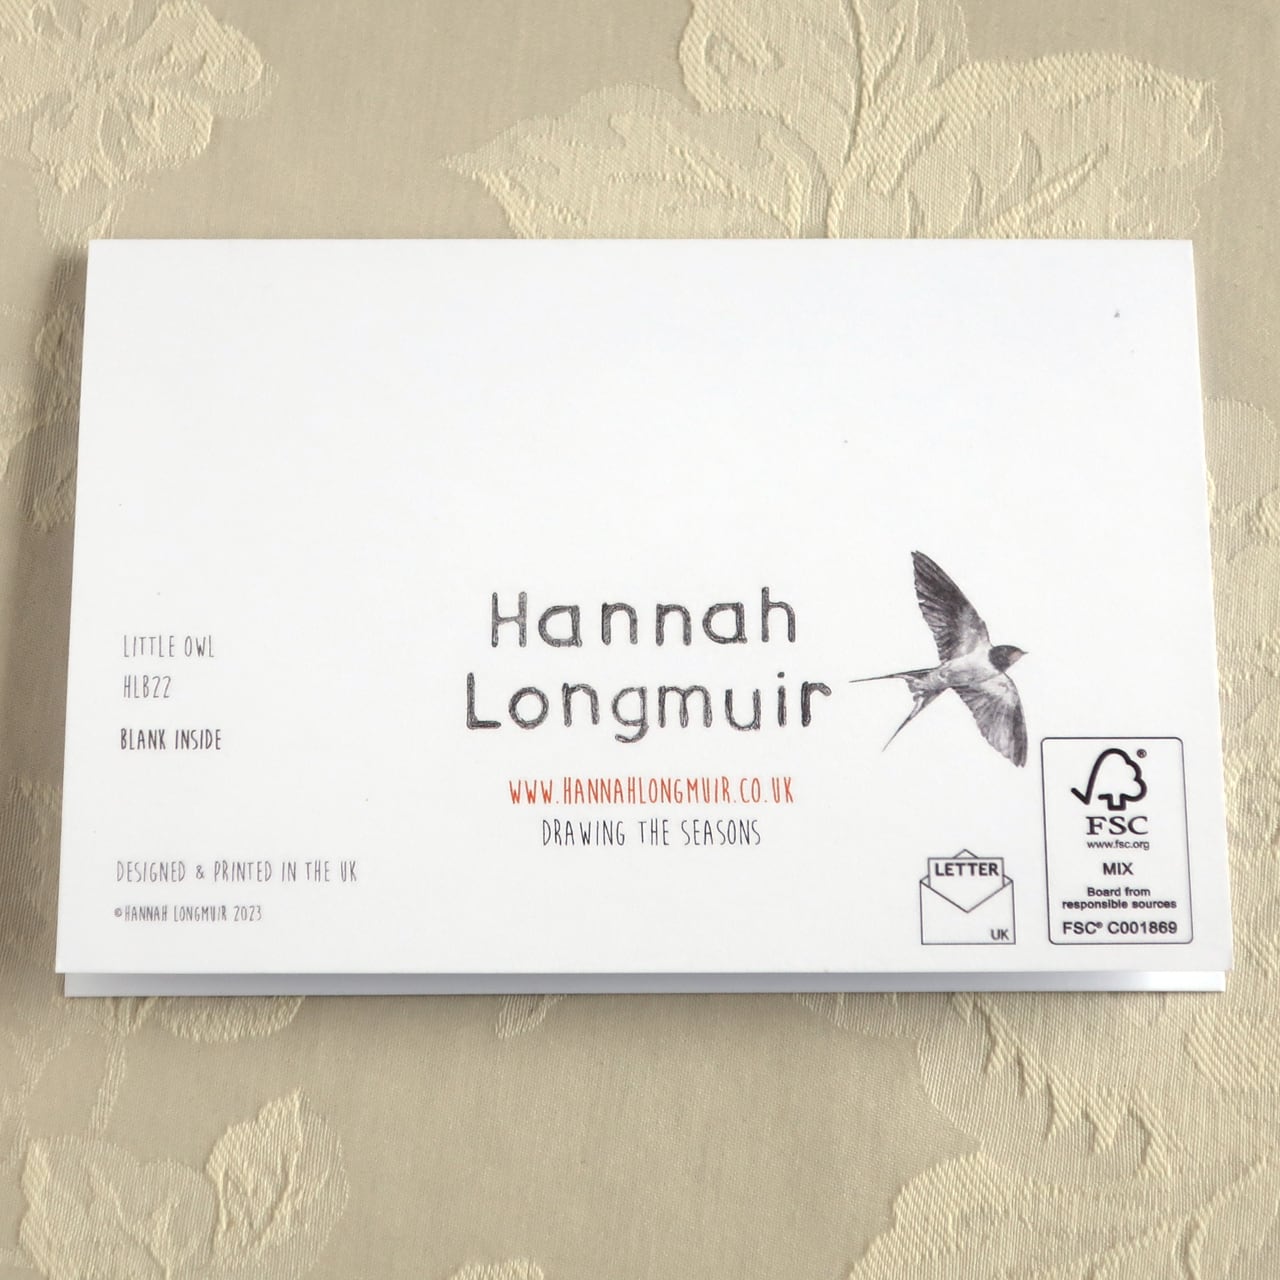 LITTLE OWL
HLB22
BLANK INSIDE
DESIGNED & PRINTED IN THE UK
©HANNAH LONGMUIR 2023
Hannah
Longmuir
WWW.HANNAHLONGMUIR.CO.UK
DRAWING THE SEASONS
LETTER
UK
®
FSC
www.fsc.org
MIX
Board from
responsible sources
FSC® C001869